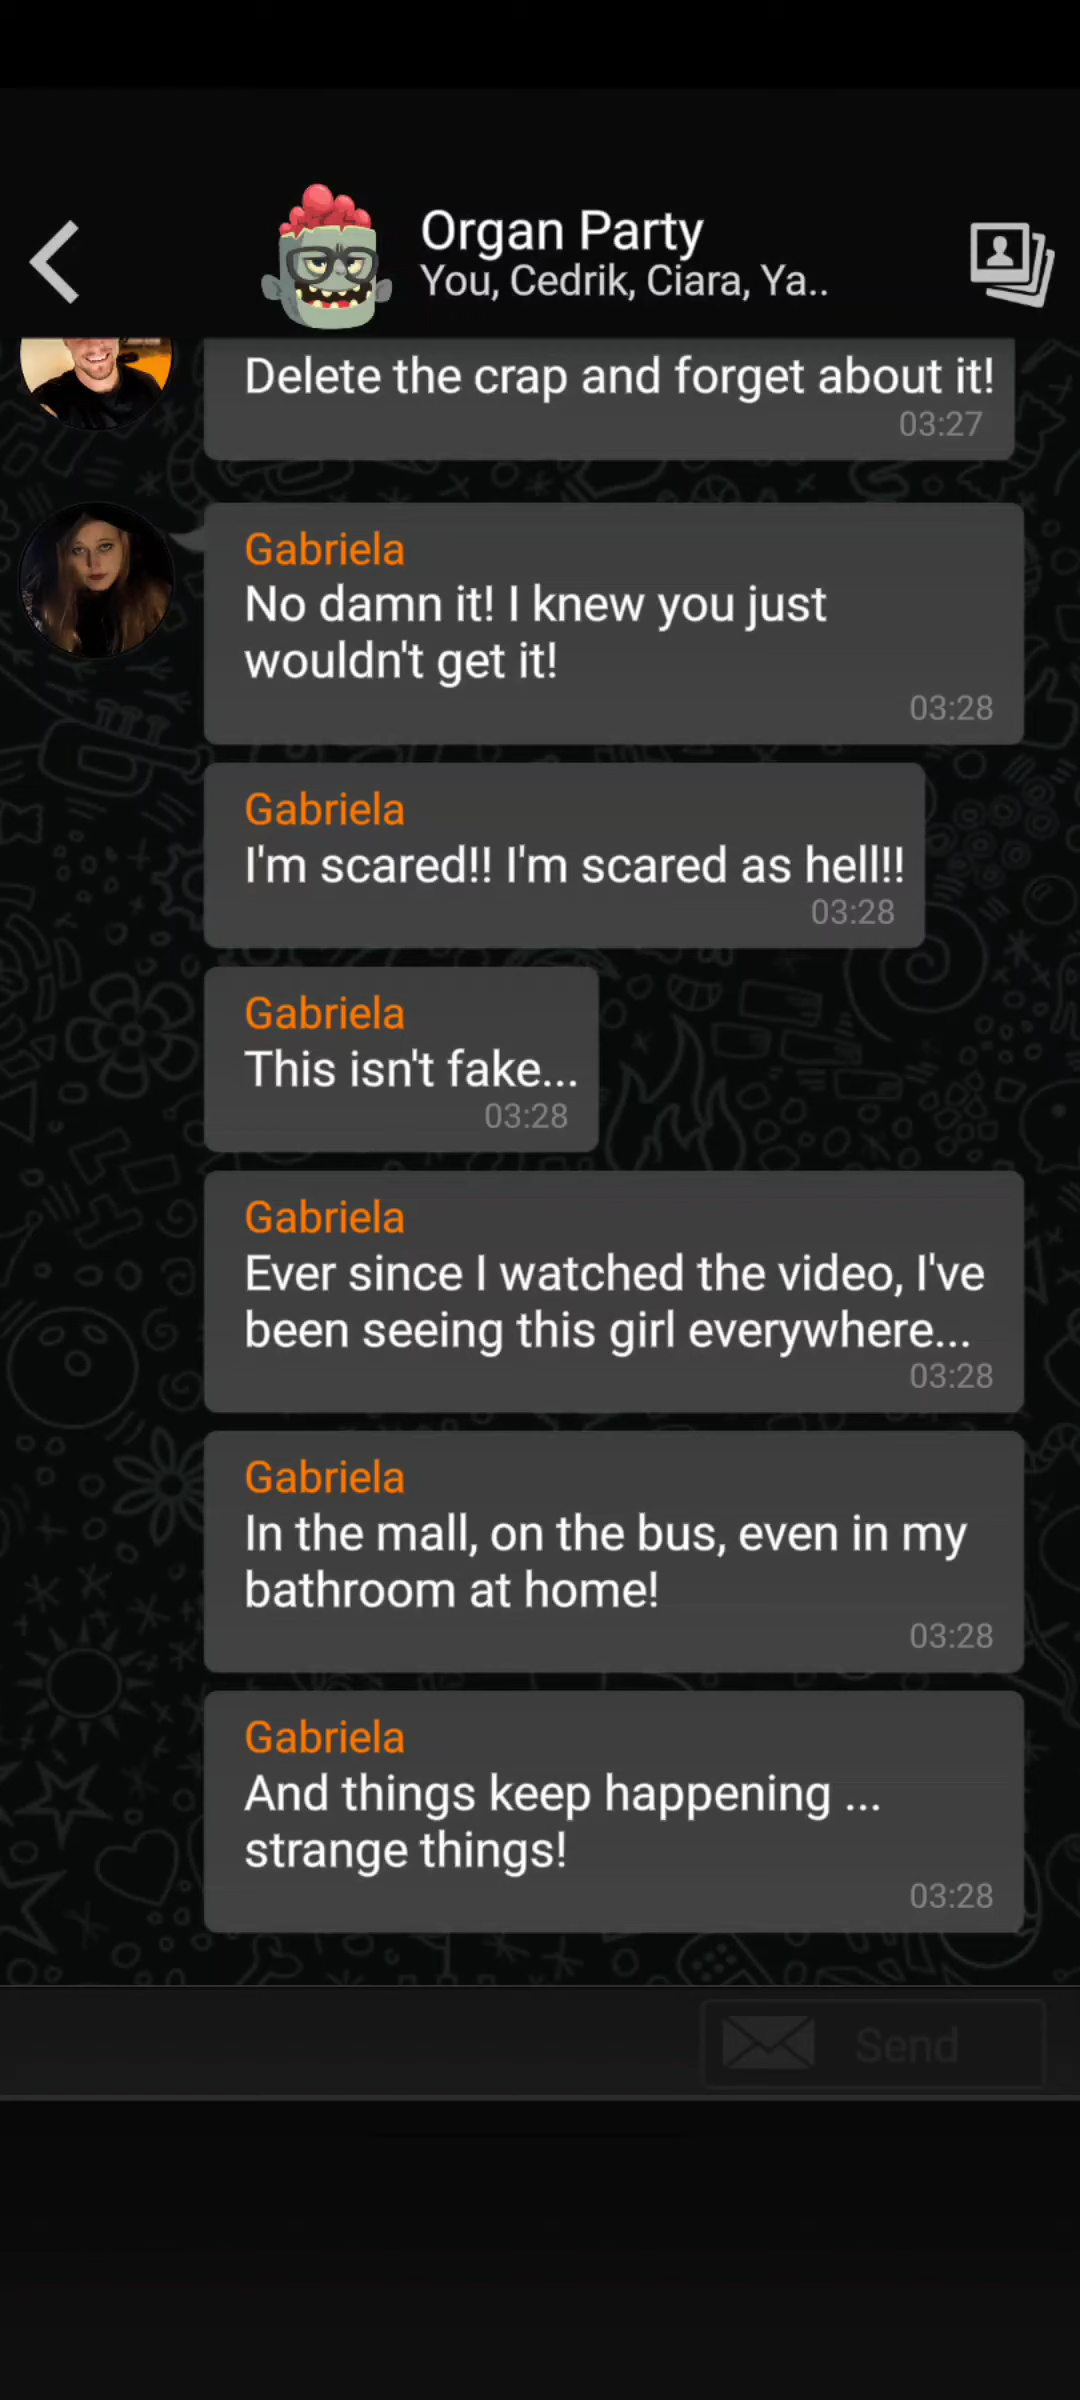 Organ Party
You, Cedrik, Ciara, Ya..
Delete the crap and forget about it!
03:27
Gabriela
No damn it! I knew you just
wouldn't get it!
03:28
Gabriela
I'm scared!! I'm scared as hell!!
03:28
Gabriela
This isn't fake...
03:28
Gabriela
Ever since I watched the video, I've
been seeing this girl everywhere...
03:28
Gabriela
In the mall, on the bus, even in my
bathroom at home!
03:28
Gabriela
And things keep happening ...
strange things!
03:28
Send